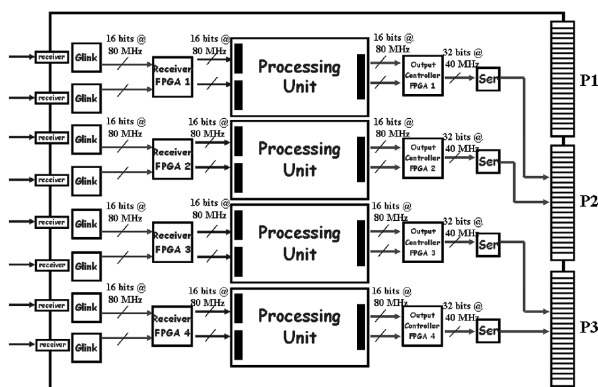 16 bits @
80 MHz
16 bits @
80 MHz
16 bits @
80 MHz
32 bits @
40 MHz
receiver
Glink
Receiver
FPGA 1
Processing
Unit
Output
Controller
FPGA 1
Ser
P1
receiver
Glink
16 bits @
80 MHz
16 bits @
80 MHz
16 bits @
80 MHz
32 bits @
40 MHz
receiver
Glink
Receiver
FPGA 2
Processing
Unit
Output
Controller
FPGA 2
Ser
P2
receiver
Glink
16 bits @
80 MHz
16 bits @
80 MHz
16 bits @
80 MHz
32 bits @
40 MHz
receiver
Glink
Receiver
FPGA 3
Processing
Unit
Output
Controller
FPGA 3
Ser
receiver
Glink
16 bits @
80 MHz
16 bits @
80 MHz
16 bits @
80 MHz
32 bits @
40 MHz
receiver
Glink
Receiver
FPGA 4
Processing
Unit
Output
Controller
FPGA 4
Ser
P3
receiver
Glink